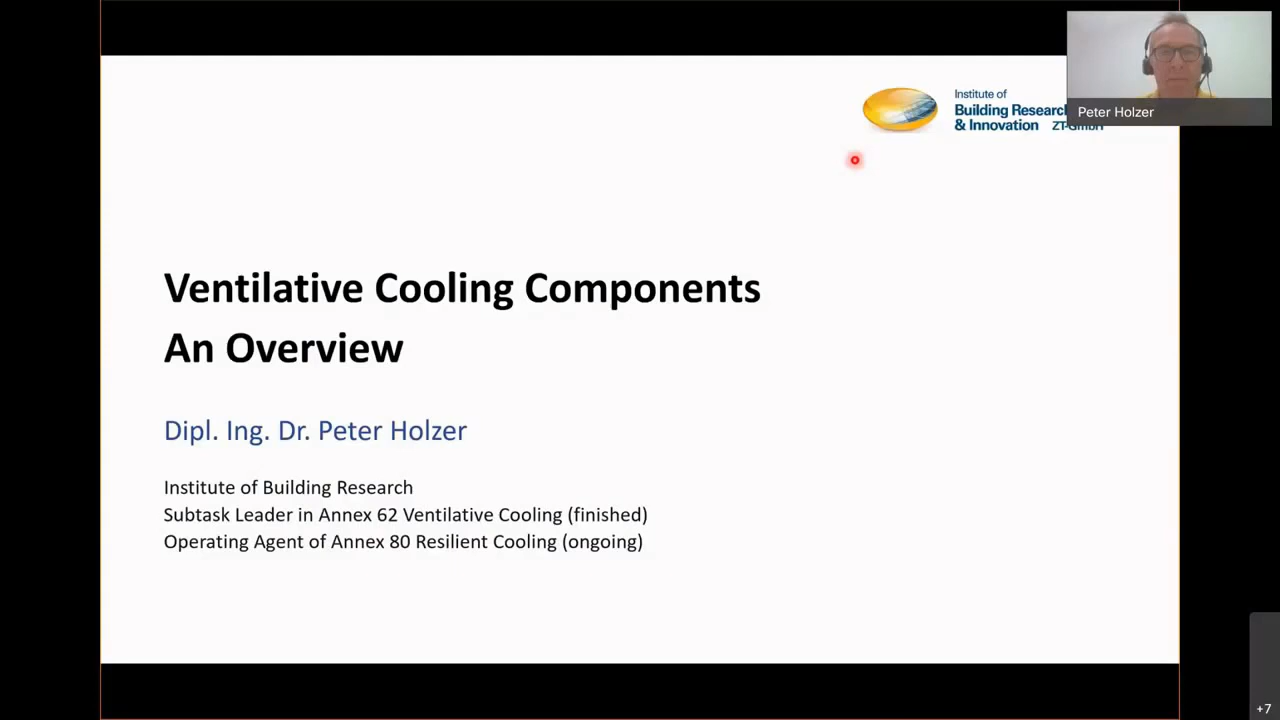 Institute of
Building Research
& Innovation ZT-GmbH
Peter Holzer
Ventilative Cooling Components
An Overview
Dipl. Ing. Dr. Peter Holzer
Institute of Building Research
Subtask Leader in Annex 62 Ventilative Cooling (finished)
Operating Agent of Annex 80 Resilient Cooling (ongoing)
+7